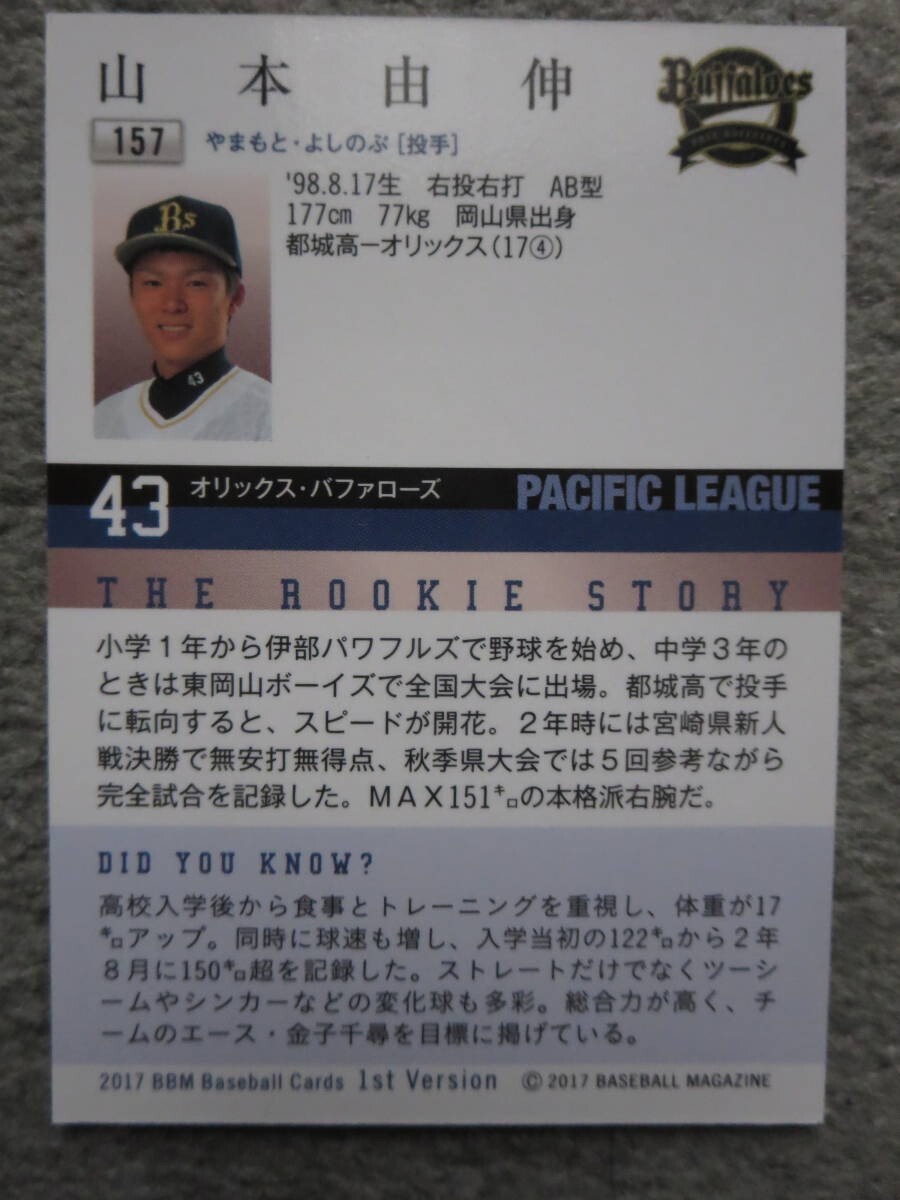 山本由伸
Buffaloes
157
やまもと・よしのぶ [投手]
'98.8.17生 右投右打 AB型
177cm 77kg 岡山県出身
都城高－オリックス(17④)
Bs
43
43
オリックス・バファローズ
PACIFIC LEAGUE
THE ROOKIE STORY
小学１年から伊部パワフルズで野球を始め、中学３年の
ときは東岡山ボーイズで全国大会に出場。都城高で投手
に転向すると、スピードが開花。２年時には宮崎県新人
戦決勝で無安打無得点、秋季県大会では５回参考ながら
完全試合を記録した。ＭＡＸ151㌔の本格派右腕だ。
DID YOU KNOW?
高校入学後から食事とトレーニングを重視し、体重が17
㌔アップ。同時に球速も増し、入学当初の122㌔から２年
８月に150㌔超を記録した。ストレートだけでなくツーシ
ームやシンカーなどの変化球も多彩。総合力が高く、チ
ームのエース・金子千尋を目標に掲げている。
2017 BBM Baseball Cards 1st Version © 2017 BASEBALL MAGAZINE